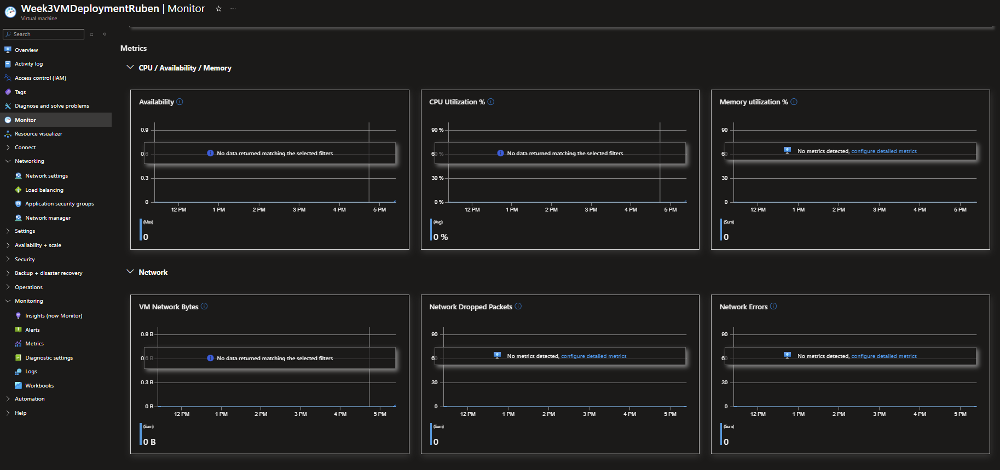 Week3VMDeploymentRuben | Monitor
Virtual machine
Search
Overview
Activity log
Access control (IAM)
Tags
Diagnose and solve problems
Monitor
Resource visualizer
Connect
Networking
Network settings
Load balancing
Application security groups
Network manager
Settings
Availability + scale
Security
Backup + disaster recovery
Operations
Monitoring
Insights (now Monitor)
Alerts
Metrics
Diagnostic settings
Logs
Workbooks
Automation
Help
Metrics
CPU / Availability / Memory
Availability
0.9
0.6
0.3
0
No data returned matching the selected filters
12 PM 1 PM 2 PM 3 PM 4 PM 5 PM
(Max)
0
CPU Utilization %
90 %
60 %
30 %
0 %
No data returned matching the selected filters
12 PM 1 PM 2 PM 3 PM 4 PM 5 PM
(Avg)
0 %
Memory utilization %
90
60
30
0
No metrics detected, configure detailed metrics
12 PM 1 PM 2 PM 3 PM 4 PM 5 PM
(Sum)
0
Network
VM Network Bytes
0.9 B
0.6 B
0.3 B
0 B
No data returned matching the selected filters
12 PM 1 PM 2 PM 3 PM 4 PM 5 PM
(Sum)
0 B
Network Dropped Packets
90
60
30
0
No metrics detected, configure detailed metrics
12 PM 1 PM 2 PM 3 PM 4 PM 5 PM
(Sum)
0
Network Errors
90
60
30
0
No metrics detected, configure detailed metrics
12 PM 1 PM 2 PM 3 PM 4 PM 5 PM
(Sum)
0